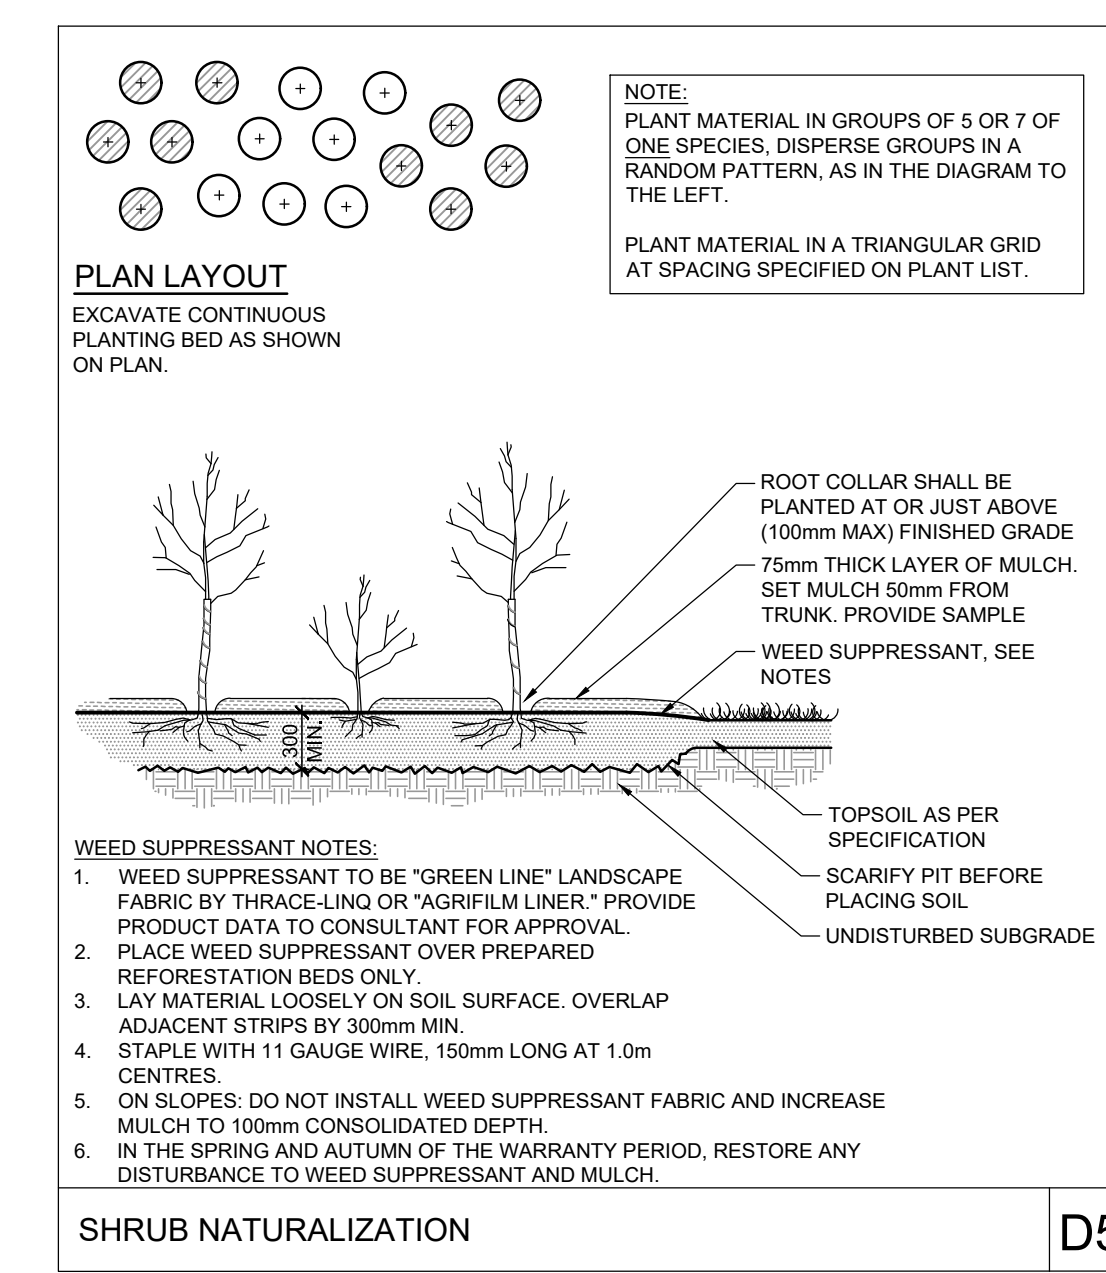 NOTE:
PLANT MATERIAL IN GROUPS OF 5 OR 7 OF
ONE SPECIES, DISPERSE GROUPS IN A
RANDOM PATTERN, AS IN THE DIAGRAM TO
THE LEFT.
PLANT MATERIAL IN A TRIANGULAR GRID
AT SPACING SPECIFIED ON PLANT LIST.
PLAN LAYOUT
EXCAVATE CONTINUOUS
PLANTING BED AS SHOWN
ON PLAN.
ROOT COLLAR SHALL BE
PLANTED AT OR JUST ABOVE
(100mm MAX) FINISHED GRADE
75mm THICK LAYER OF MULCH.
SET MULCH 50mm FROM
TRUNK. PROVIDE SAMPLE
WEED SUPPRESSANT, SEE
NOTES
300
MIN.
TOPSOIL AS PER
SPECIFICATION
SCARIFY PIT BEFORE
PLACING SOIL
UNDISTURBED SUBGRADE
WEED SUPPRESSANT NOTES:
1. WEED SUPPRESSANT TO BE "GREEN LINE" LANDSCAPE
FABRIC BY THRACE-LINQ OR "AGRIFILM LINER." PROVIDE
PRODUCT DATA TO CONSULTANT FOR APPROVAL.
2. PLACE WEED SUPPRESSANT OVER PREPARED
REFORESTATION BEDS ONLY.
3. LAY MATERIAL LOOSELY ON SOIL SURFACE. OVERLAP
ADJACENT STRIPS BY 300mm MIN.
4. STAPLE WITH 11 GAUGE WIRE, 150mm LONG AT 1.0m
CENTRES.
5. ON SLOPES: DO NOT INSTALL WEED SUPPRESSANT FABRIC AND INCREASE
MULCH TO 100mm CONSOLIDATED DEPTH.
6. IN THE SPRING AND AUTUMN OF THE WARRANTY PERIOD, RESTORE ANY
DISTURBANCE TO WEED SUPPRESSANT AND MULCH.
SHRUB NATURALIZATION
D5